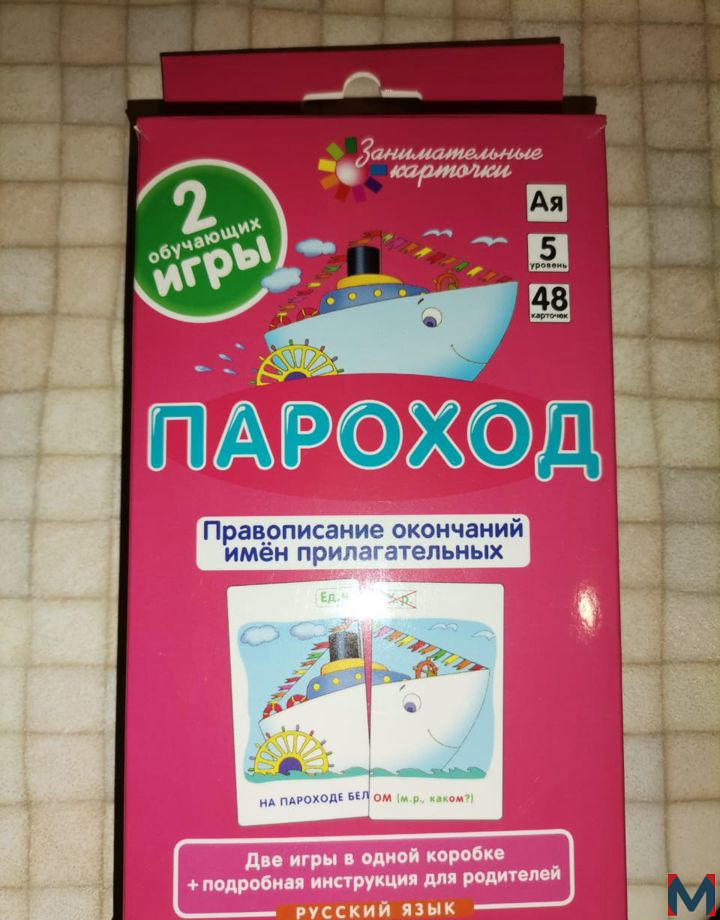 Занимательные
карточки
2
обучающих
игры
Ая
5
уровень
48
карточек
ПАРОХОД
Правописание окончаний
имён прилагательных
Ед.ч
НА ПАРОХОДЕ БЕЛ ОМ (м.р., каком?)
Две игры в одной коробке
+ подробная инструкция для родителей
РУССКИЙ ЯЗЫК
M